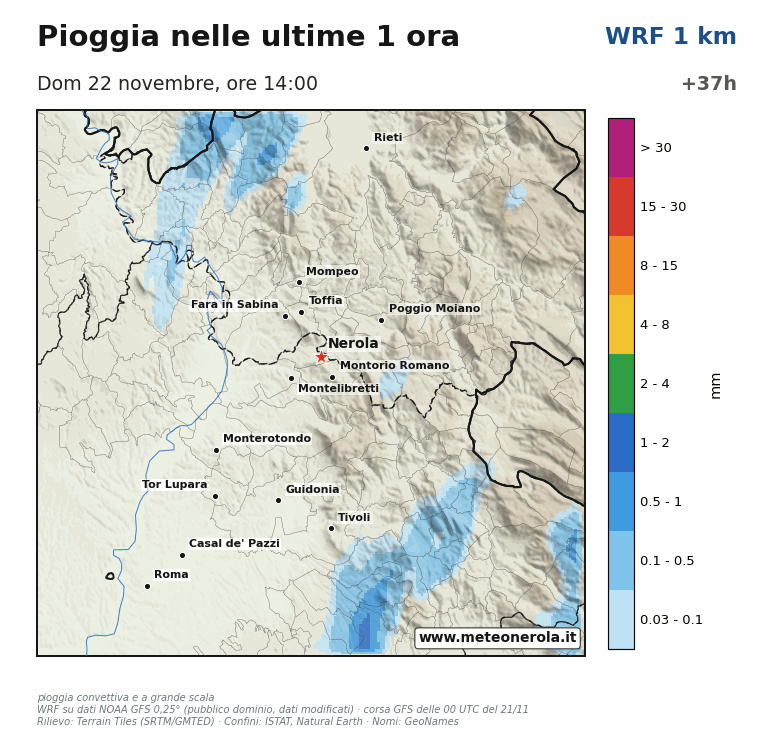 Pioggia nelle ultime 1 ora
WRF 1 km
Dom 22 novembre, ore 14:00
+37h
Rieti
Mompeo
Toffia
Fara in Sabina
Poggio Moiano
Nerola
Montorio Romano
Montelibretti
Monterotondo
Tor Lupara
Guidonia
Tivoli
Casal de' Pazzi
Roma
www.meteonerola.it
> 30
15 - 30
8 - 15
4 - 8
2 - 4
1 - 2
0.5 - 1
0.1 - 0.5
0.03 - 0.1
mm
pioggia convettiva e a grande scala
WRF su dati NOAA GFS 0,25° (pubblico dominio, dati modificati) · corsa GFS delle 00 UTC del 21/11
Rilievo: Terrain Tiles (SRTM/GMTED) · Confini: ISTAT, Natural Earth · Nomi: GeoNames